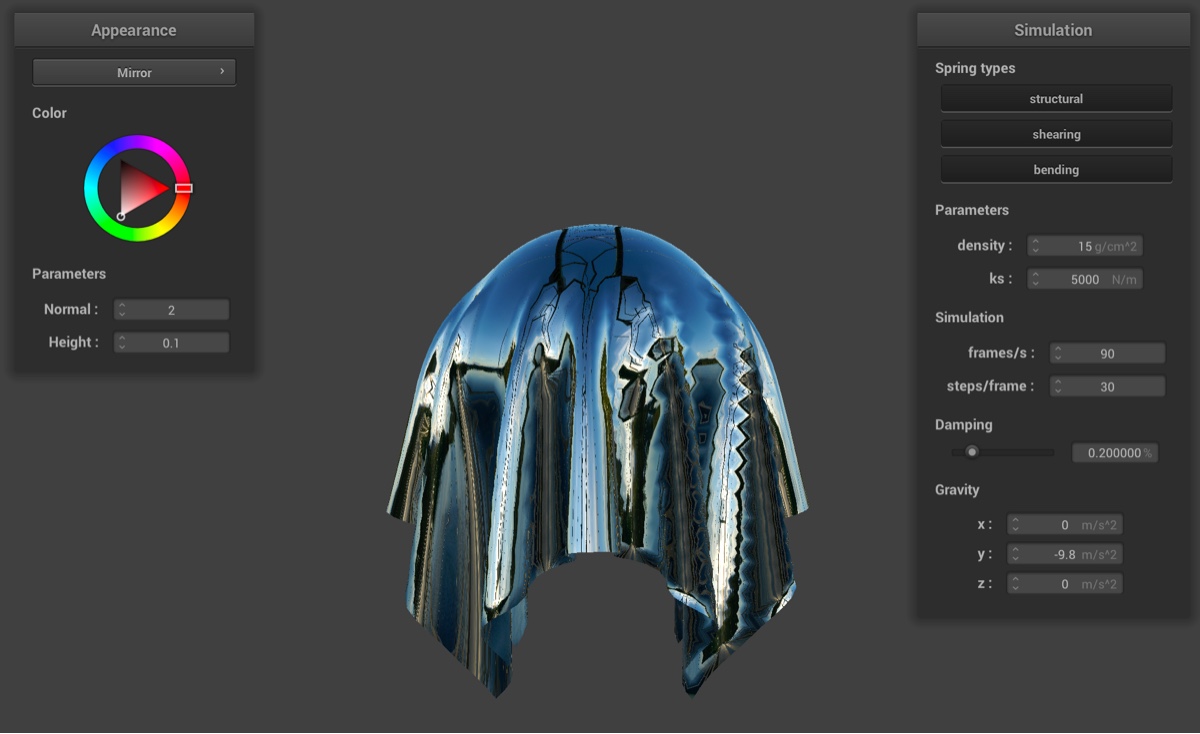 Appearance
Mirror
Color
Parameters
Normal : 2
Height : 0.1
Simulation
Spring types
structural
shearing
bending
Parameters
density : 15 g/cm^2
ks : 5000 N/m
Simulation
frames/s : 90
steps/frame : 30
Damping
0.200000 %
Gravity
x : 0 m/s^2
y : -9.8 m/s^2
z : 0 m/s^2